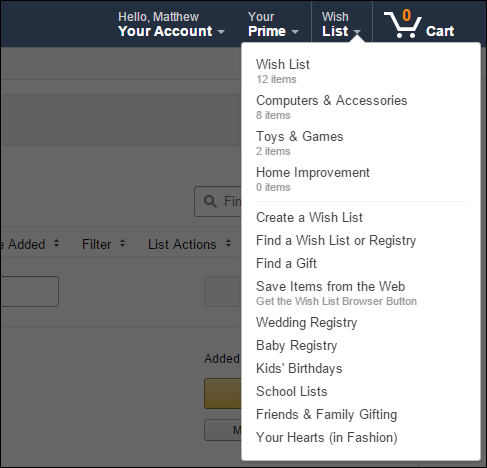 Hello, Matthew
Your Account
Your
Prime
Wish
List
0
Cart
Wish List
12 items
Computers & Accessories
8 items
Toys & Games
2 items
Home Improvement
0 items
Create a Wish List
Find a Wish List or Registry
Find a Gift
Save Items from the Web
Get the Wish List Browser Button
Wedding Registry
Baby Registry
Kids' Birthdays
School Lists
Friends & Family Gifting
Your Hearts (in Fashion)
Fin
e Added
Filter
List Actions
Added
M